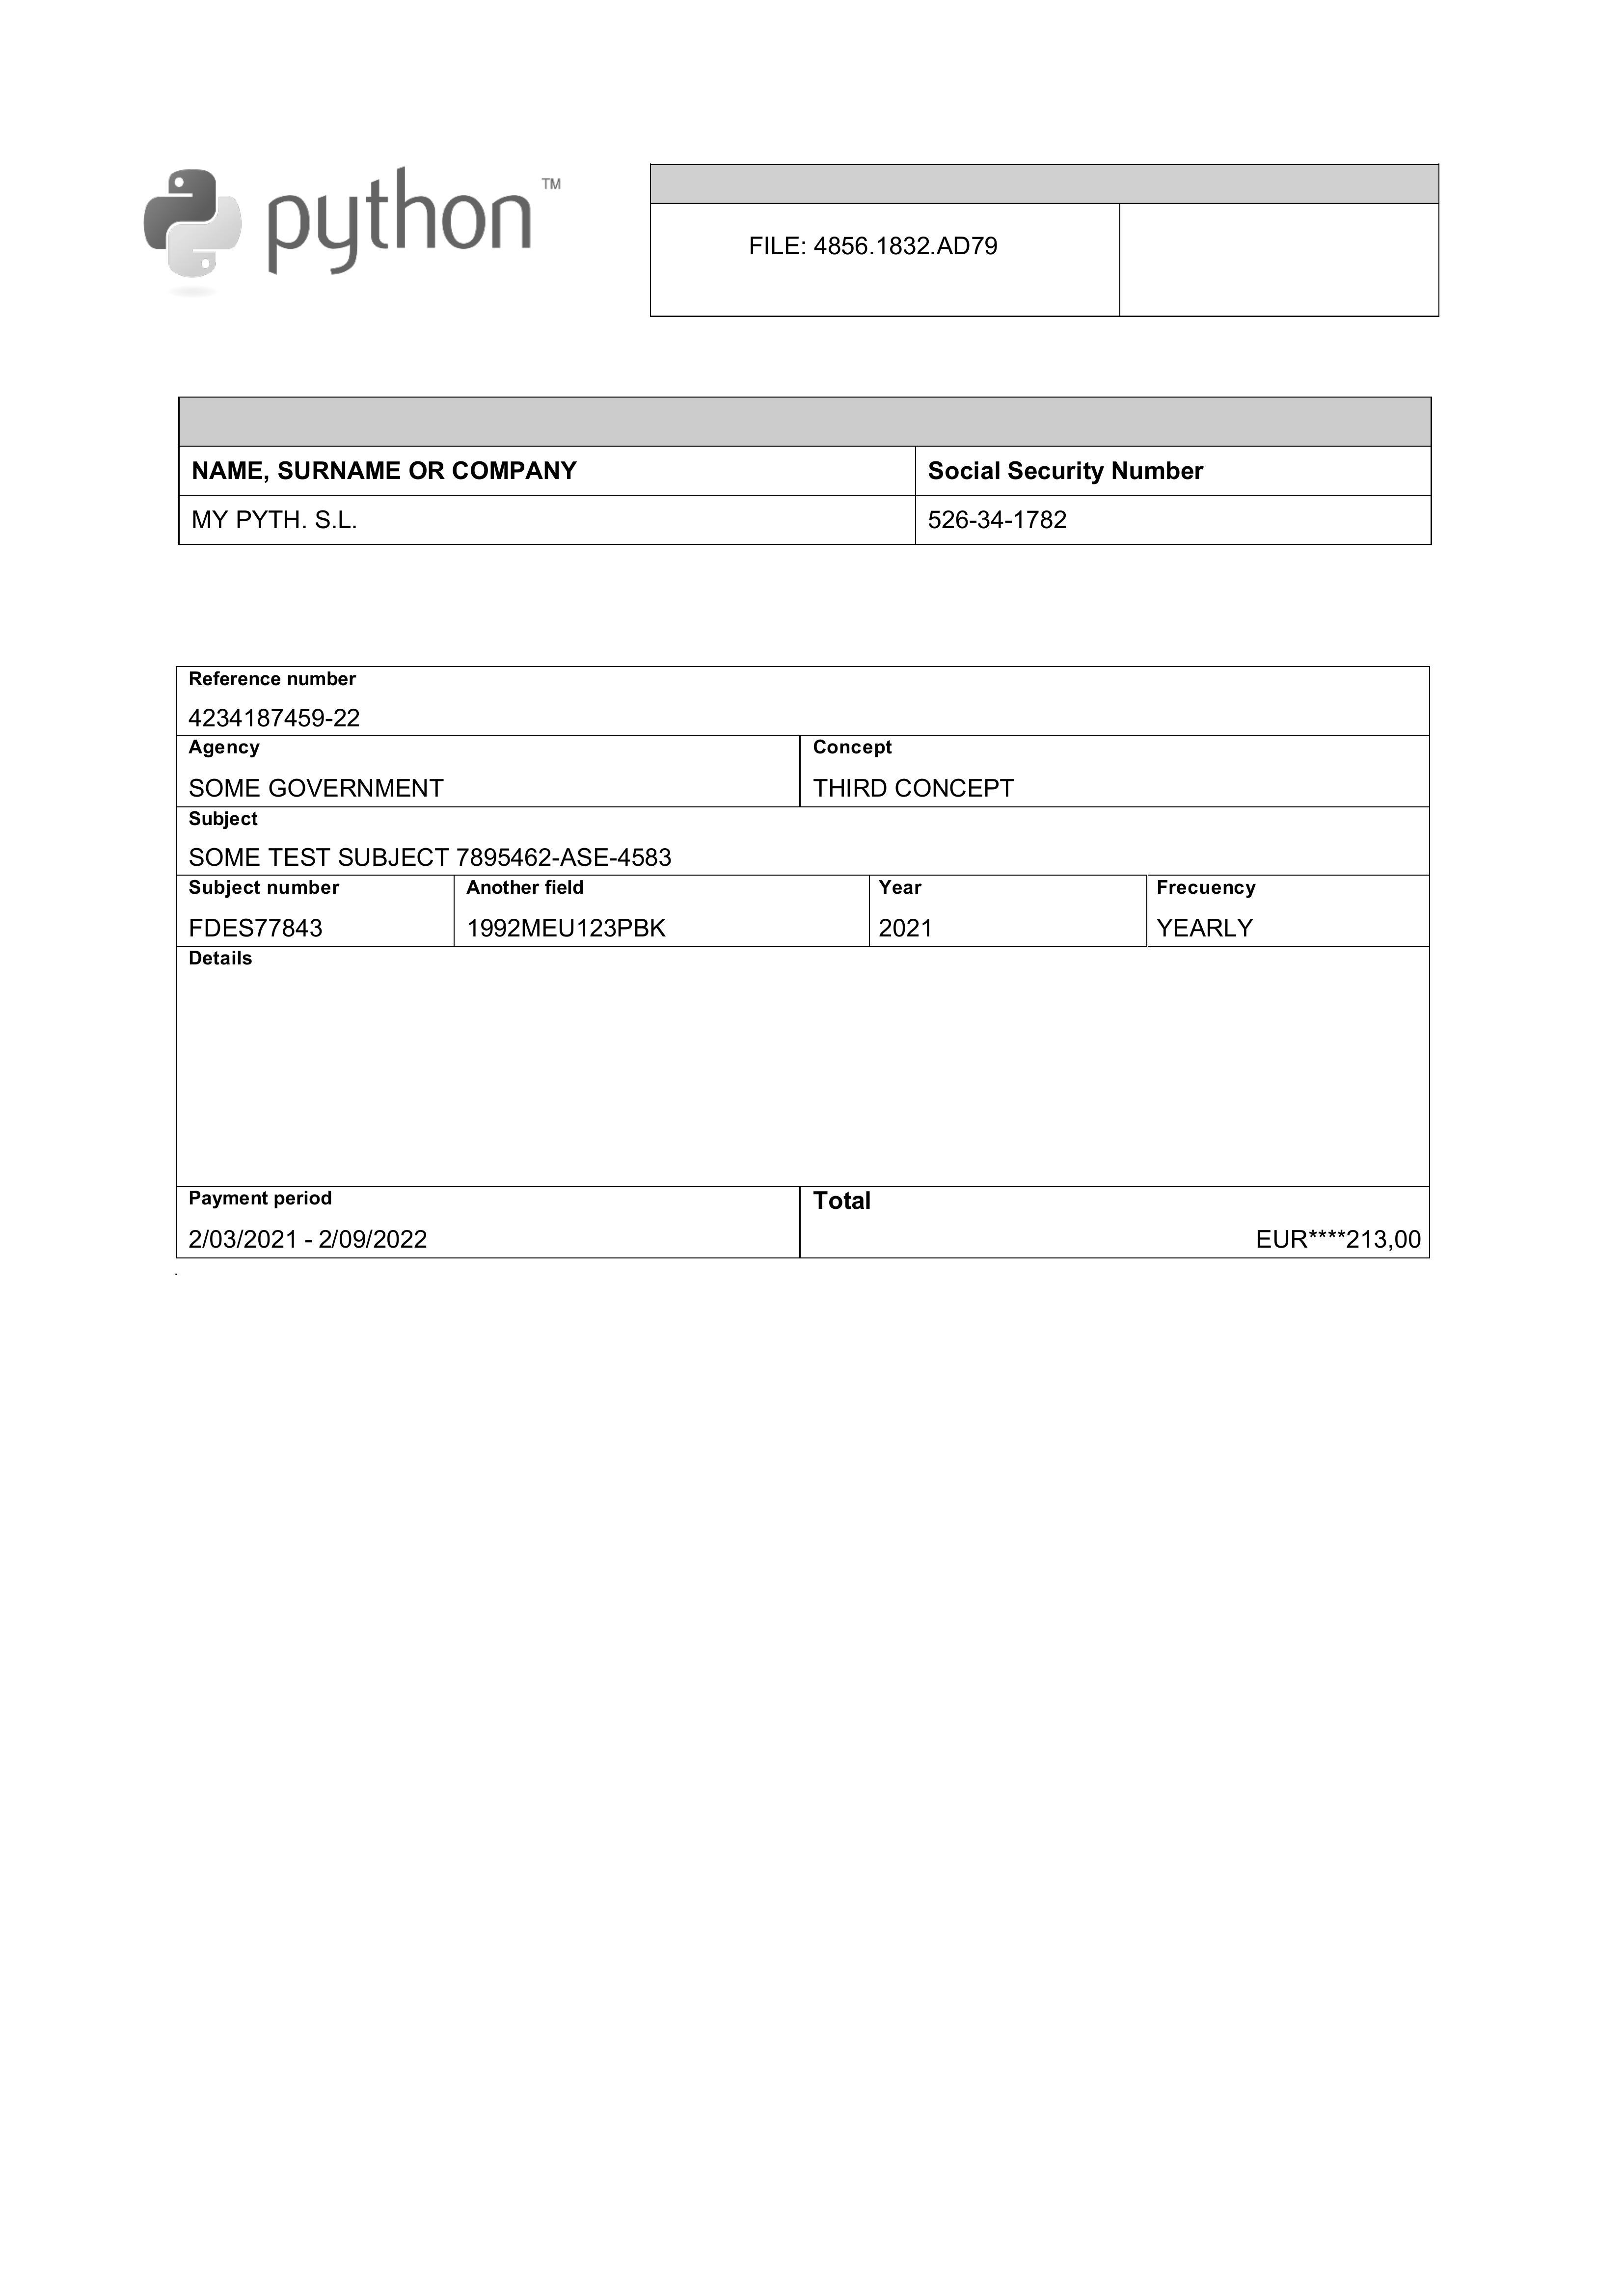 python™
FILE: 4856.1832.AD79
NAME, SURNAME OR COMPANY
Social Security Number
MY PYTH. S.L.
526-34-1782
Reference number
4234187459-22
Agency
Concept
SOME GOVERNMENT
THIRD CONCEPT
Subject
SOME TEST SUBJECT 7895462-ASE-4583
Subject number
Another field
Year
Frecuency
FDES77843
1992MEU123PBK
2021
YEARLY
Details
Payment period
Total
2/03/2021 - 2/09/2022
EUR****213,00
.